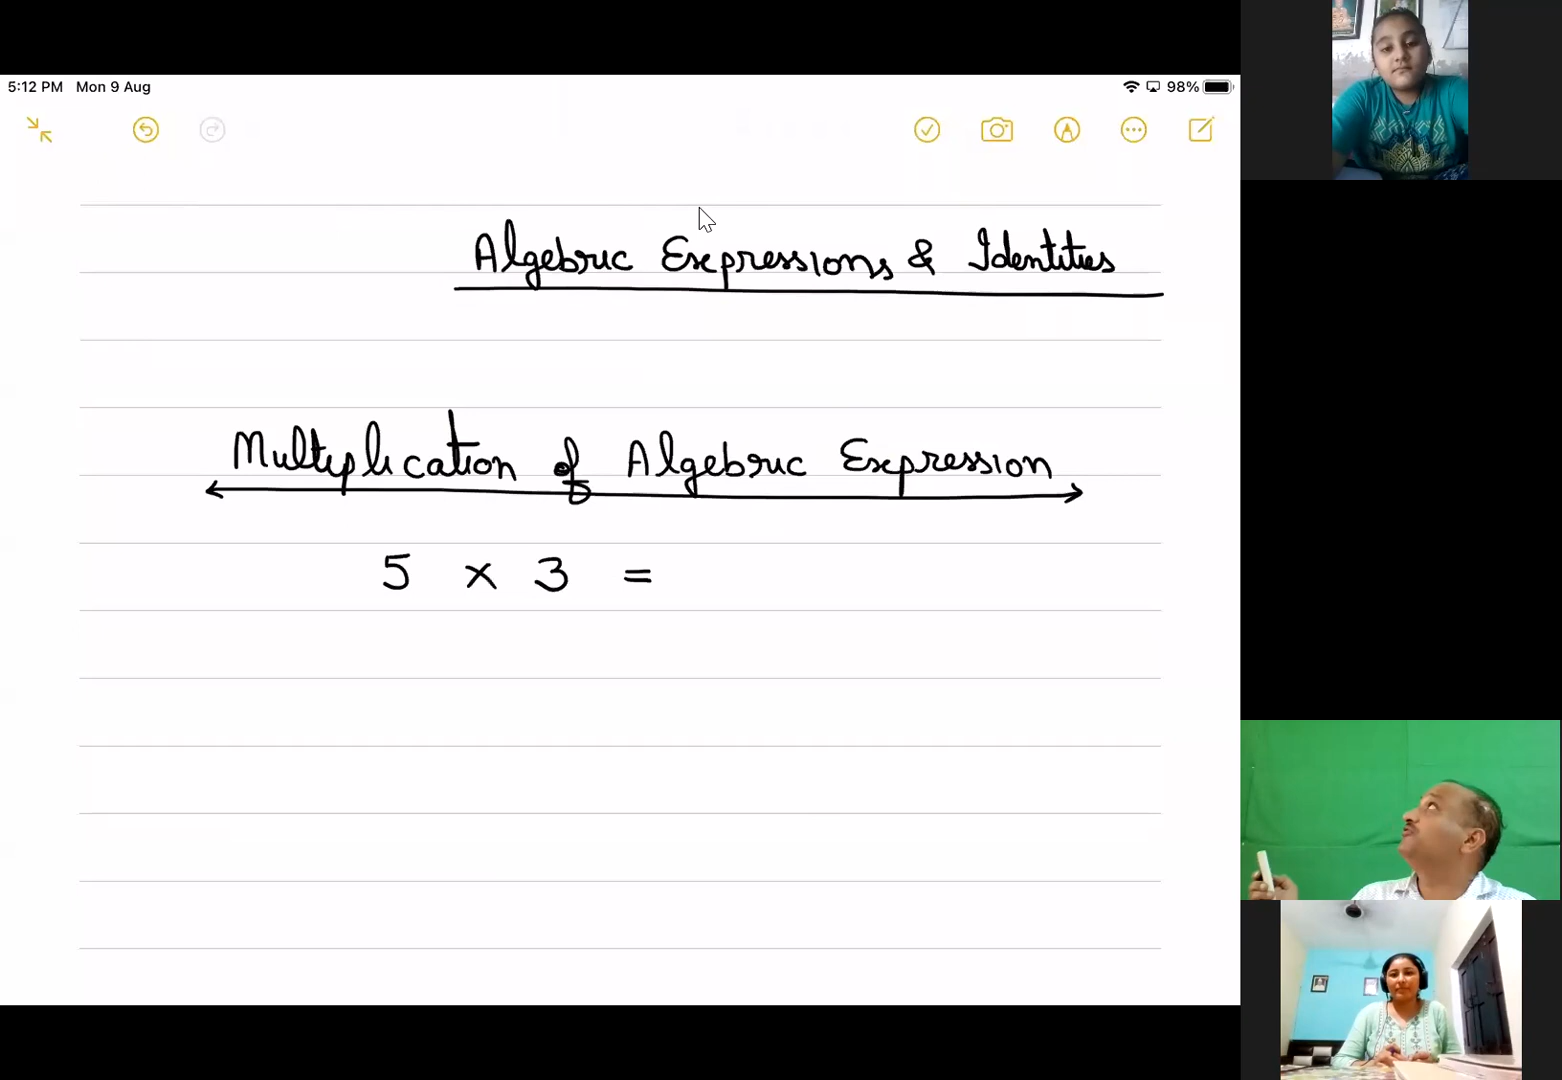 5:12 PM Mon 9 Aug 98%
Algebric Expressions & Identities
Multiplication of Algebric Expression
5 x 3 =